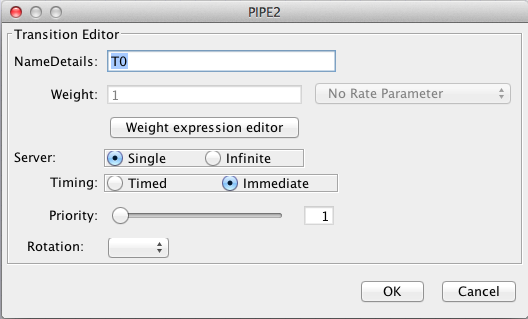 PIPE2
Transition Editor
NameDetails: T0
Weight: 1 No Rate Parameter
Weight expression editor
Server: Single Infinite
Timing: Timed Immediate
Priority: 1
Rotation:
OK Cancel